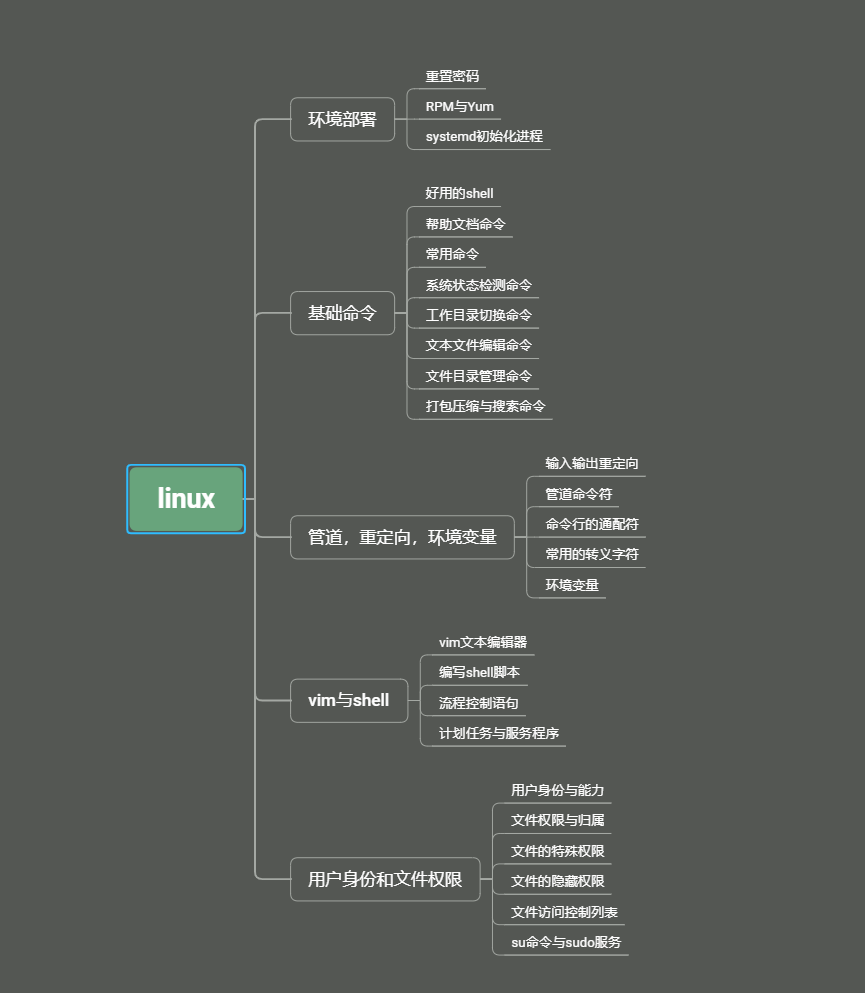 linux
环境部署
重置密码
RPM与Yum
systemd初始化进程
基础命令
好用的shell
帮助文档命令
常用命令
系统状态检测命令
工作目录切换命令
文本文件编辑命令
文件目录管理命令
打包压缩与搜索命令
管道，重定向，环境变量
输入输出重定向
管道命令符
命令行的通配符
常用的转义字符
环境变量
vim与shell
vim文本编辑器
编写shell脚本
流程控制语句
计划任务与服务程序
用户身份和文件权限
用户身份与能力
文件权限与归属
文件的特殊权限
文件的隐藏权限
文件访问控制列表
su命令与sudo服务